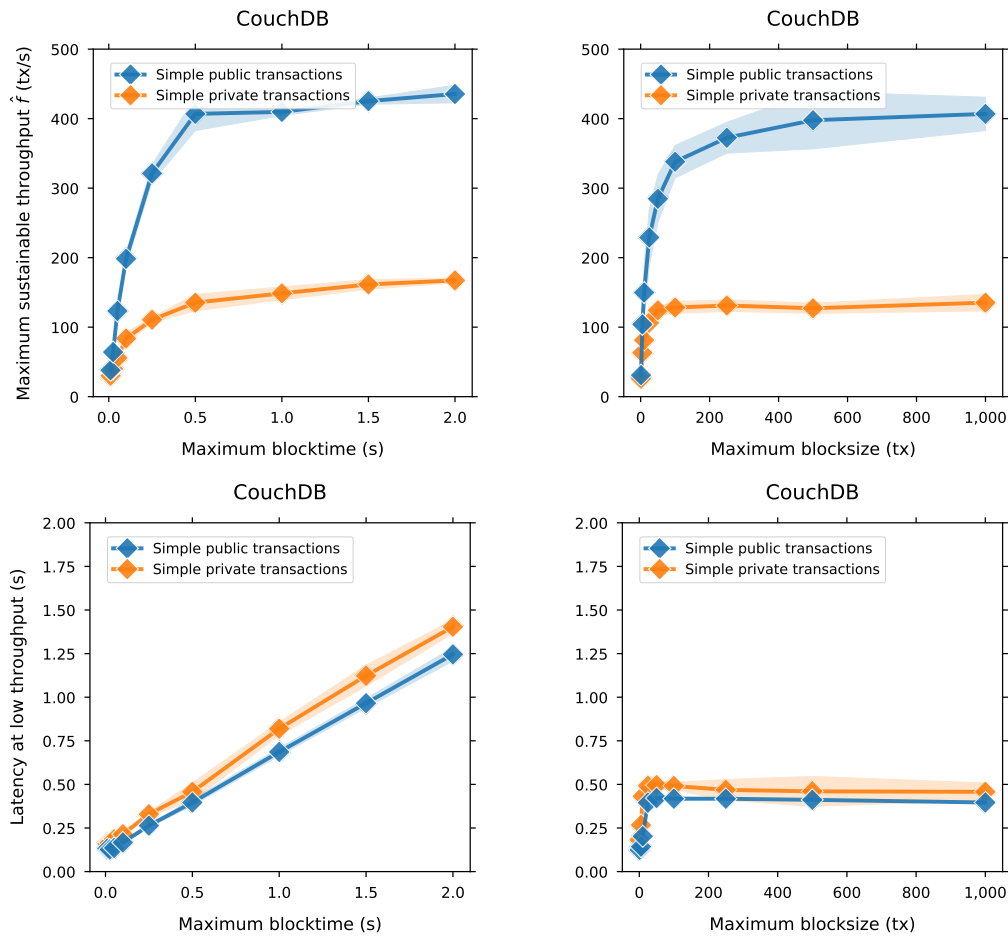 CouchDB
Maximum sustainable throughput f̂ (tx/s)
500
400
300
200
100
0
Simple public transactions
Simple private transactions
0.0 0.5 1.0 1.5 2.0
Maximum blocktime (s)
CouchDB
500
400
300
200
100
0
Simple public transactions
Simple private transactions
0 200 400 600 800 1,000
Maximum blocksize (tx)
CouchDB
Latency at low throughput (s)
2.00
1.75
1.50
1.25
1.00
0.75
0.50
0.25
0.00
Simple public transactions
Simple private transactions
0.0 0.5 1.0 1.5 2.0
Maximum blocktime (s)
CouchDB
2.00
1.75
1.50
1.25
1.00
0.75
0.50
0.25
0.00
Simple public transactions
Simple private transactions
0 200 400 600 800 1,000
Maximum blocksize (tx)